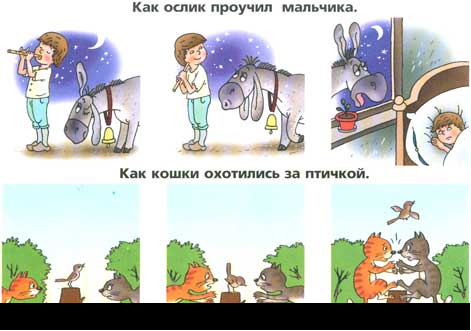 Как ослик проучил мальчика.
Как кошки охотились за птичкой.